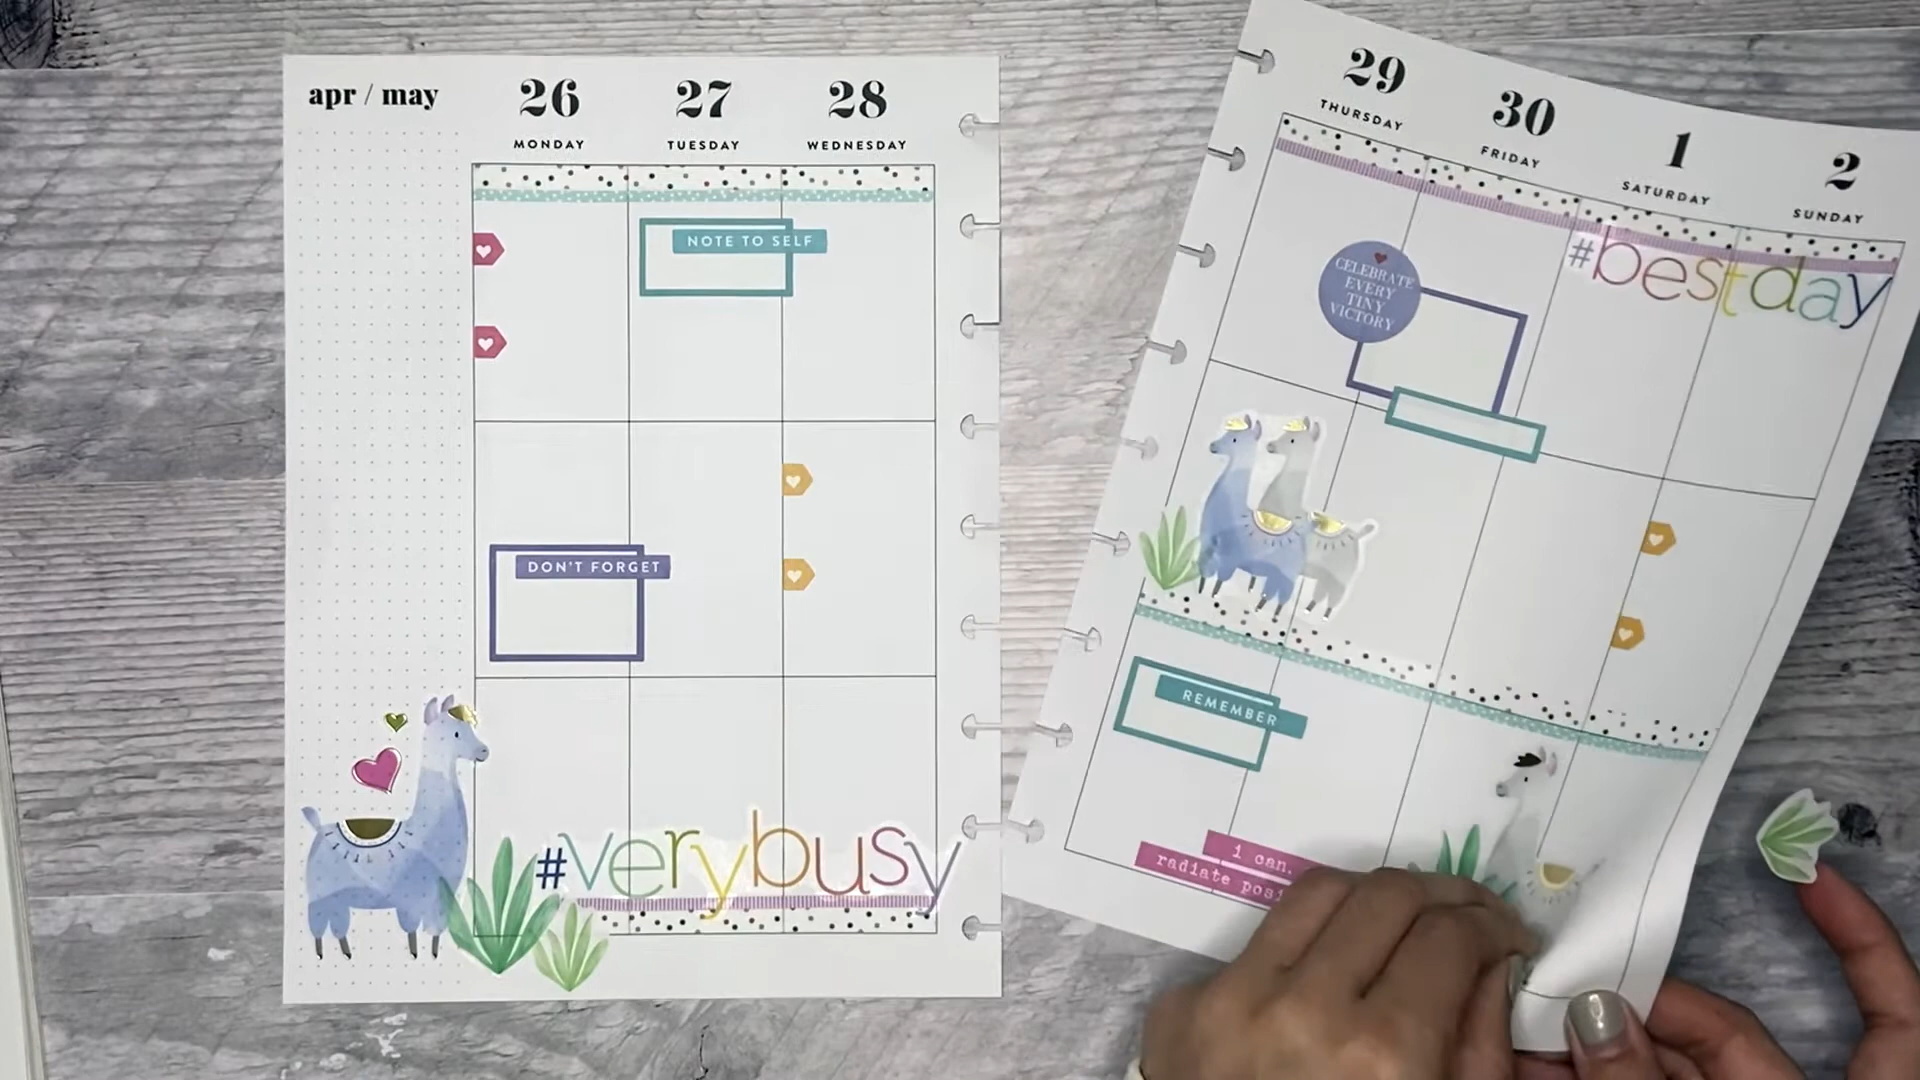 apr / may
26
MONDAY
27
TUESDAY
28
WEDNESDAY
NOTE TO SELF
DON'T FORGET
#verybusy
29
THURSDAY
30
FRIDAY
1
SATURDAY
2
SUNDAY
#bestday
CELEBRATE
EVERY
TINY
VICTORY
REMEMBER
i can.
radiate